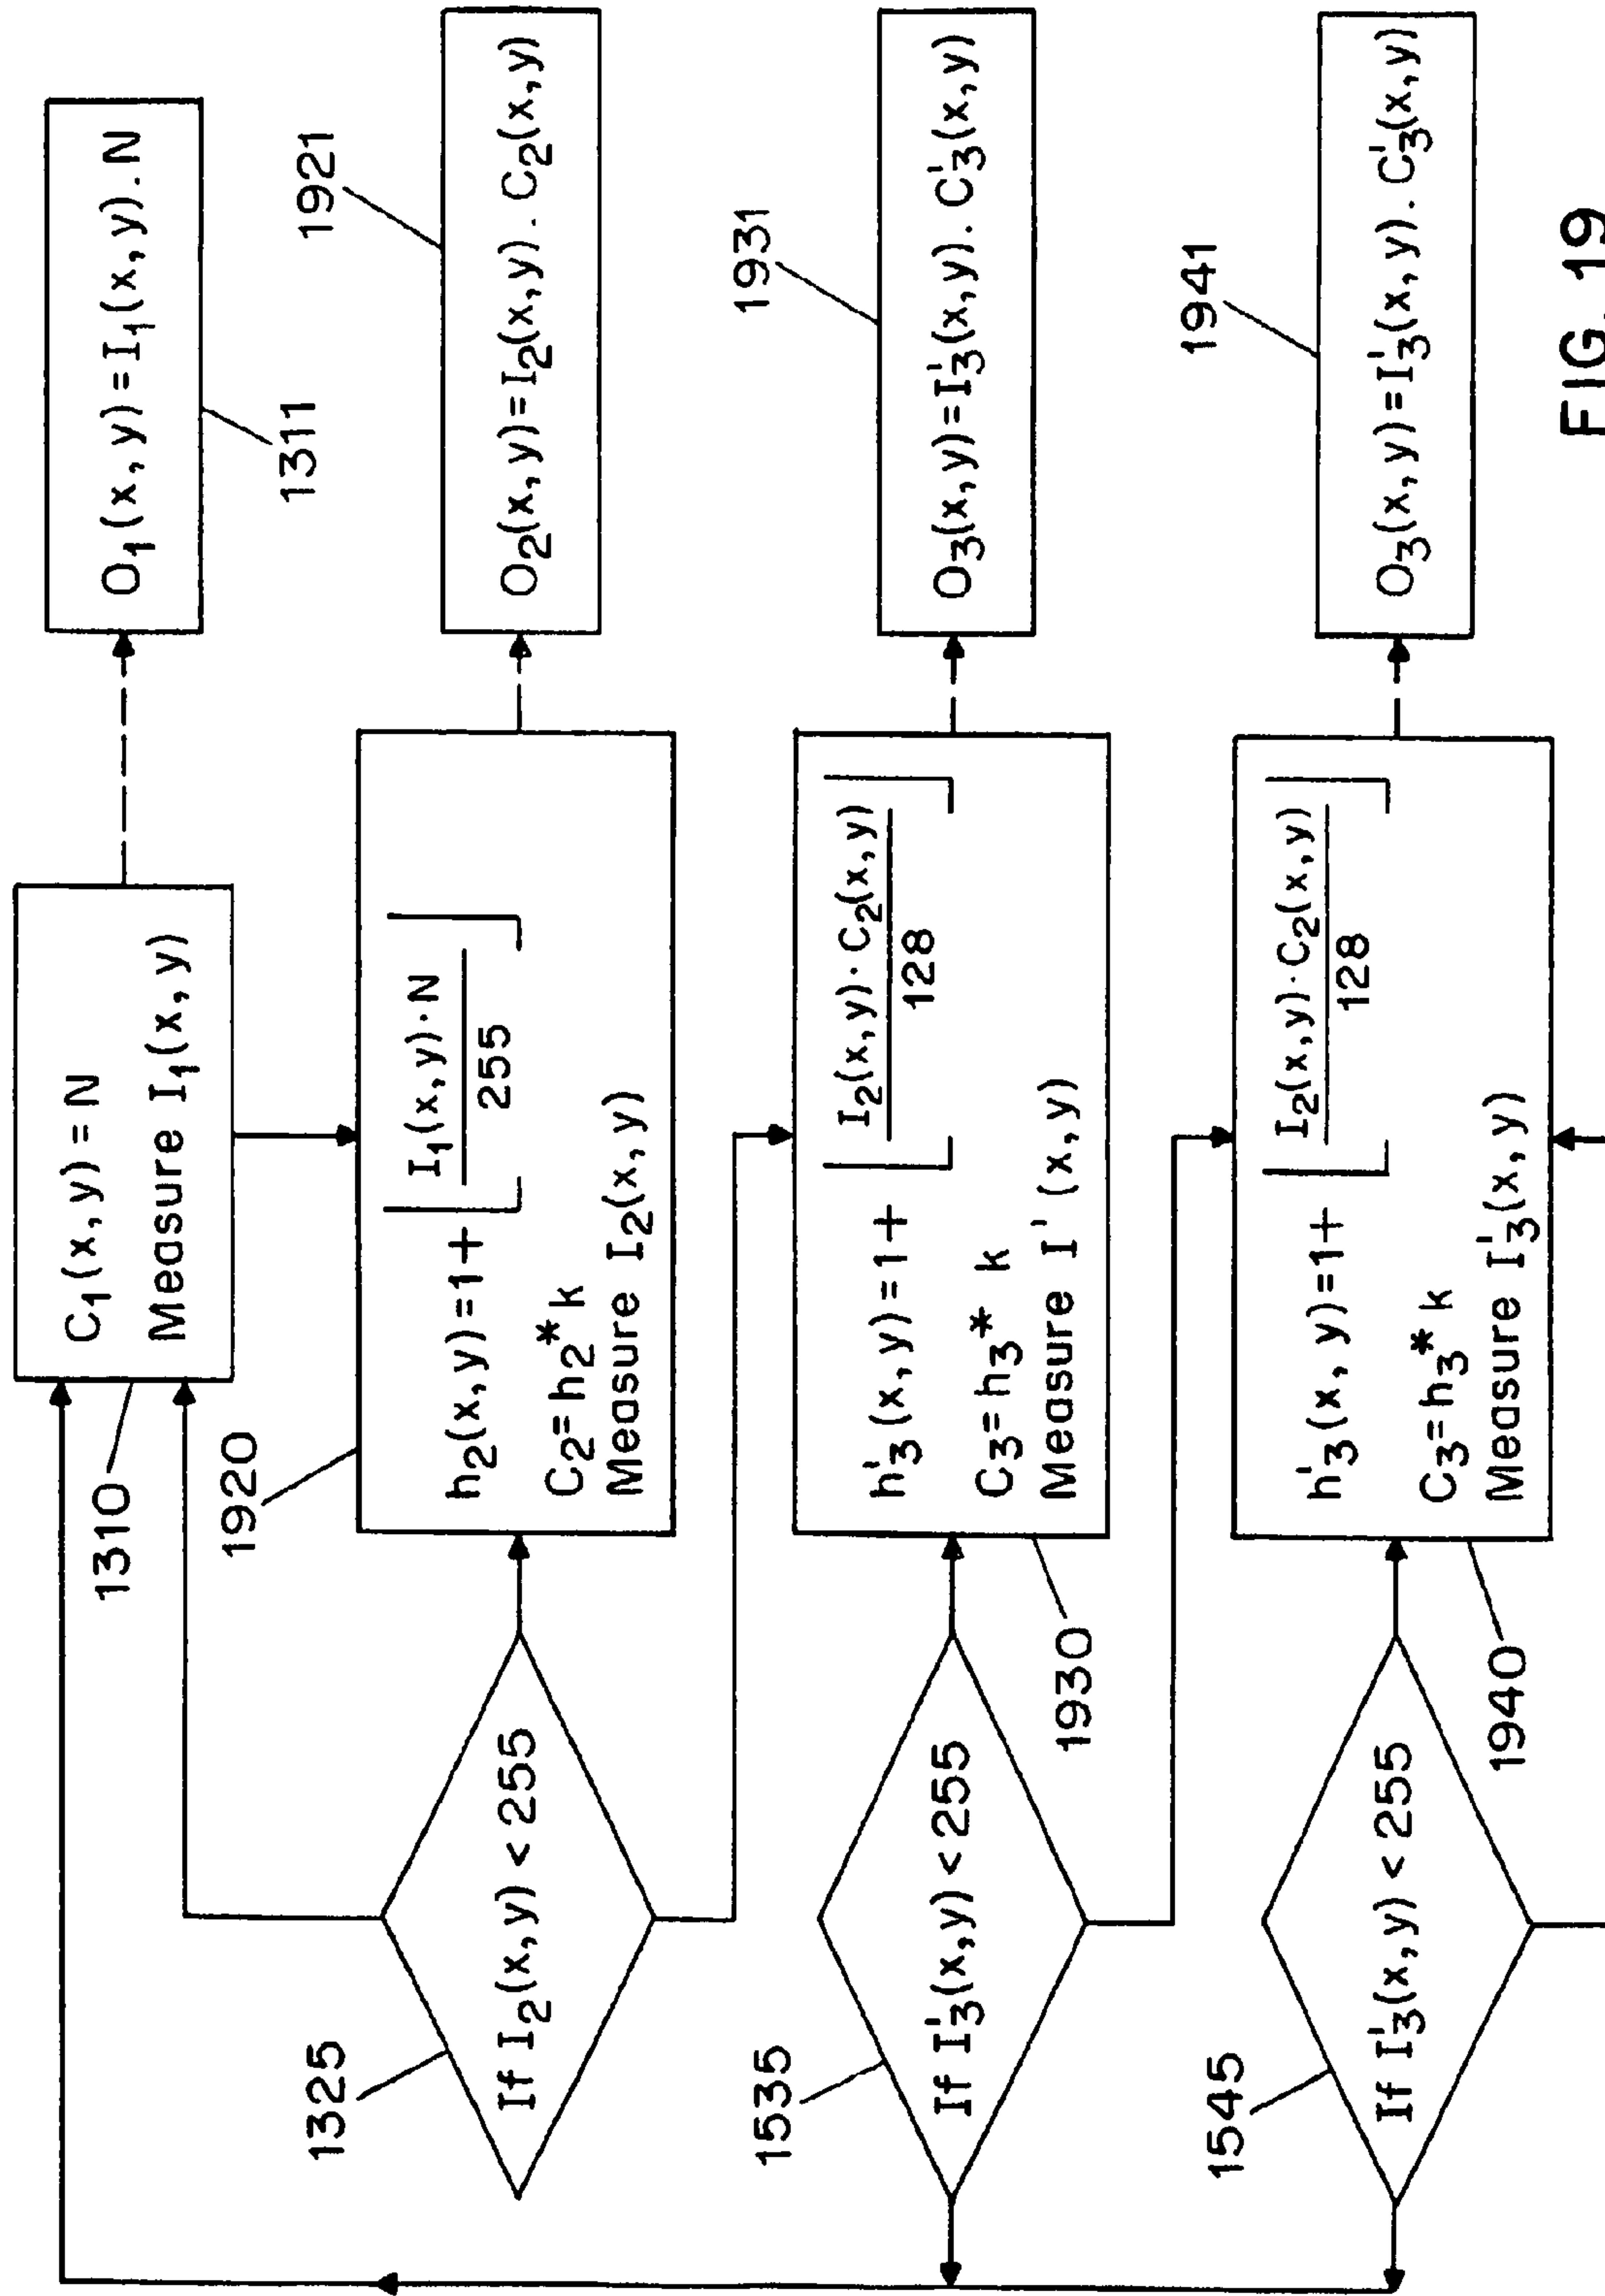 C₁(x,y)=N
Measure I₁(x,y)
1310
O₁(x,y)=I₁(x,y).N
1311
If I₂(x,y)<255
1325
1920
h₂(x,y)=1+⌊I₁(x,y)·N
255⌋
C₂=h₂*k
Measure I₂(x,y)
1921
O₂(x,y)=I₂(x,y).C₂(x,y)
1535
If I'₃(x,y)<255
h'₃(x,y)=1+⌊I₂(x,y)·C₂(x,y)
128⌋
C₃=h₃*k
Measure I'(x,y)
1930
1931
O₃(x,y)=I'₃(x,y).C'₃(x,y)
1545
If I'₃(x,y)<255
h'₃(x,y)=1+⌊I₂(x,y)·C₂(x,y)
128⌋
C₃=h₃*k
Measure I'₃(x,y)
1940
1941
O₃(x,y)=I'₃(x,y).C'₃(x,y)
FIG. 19